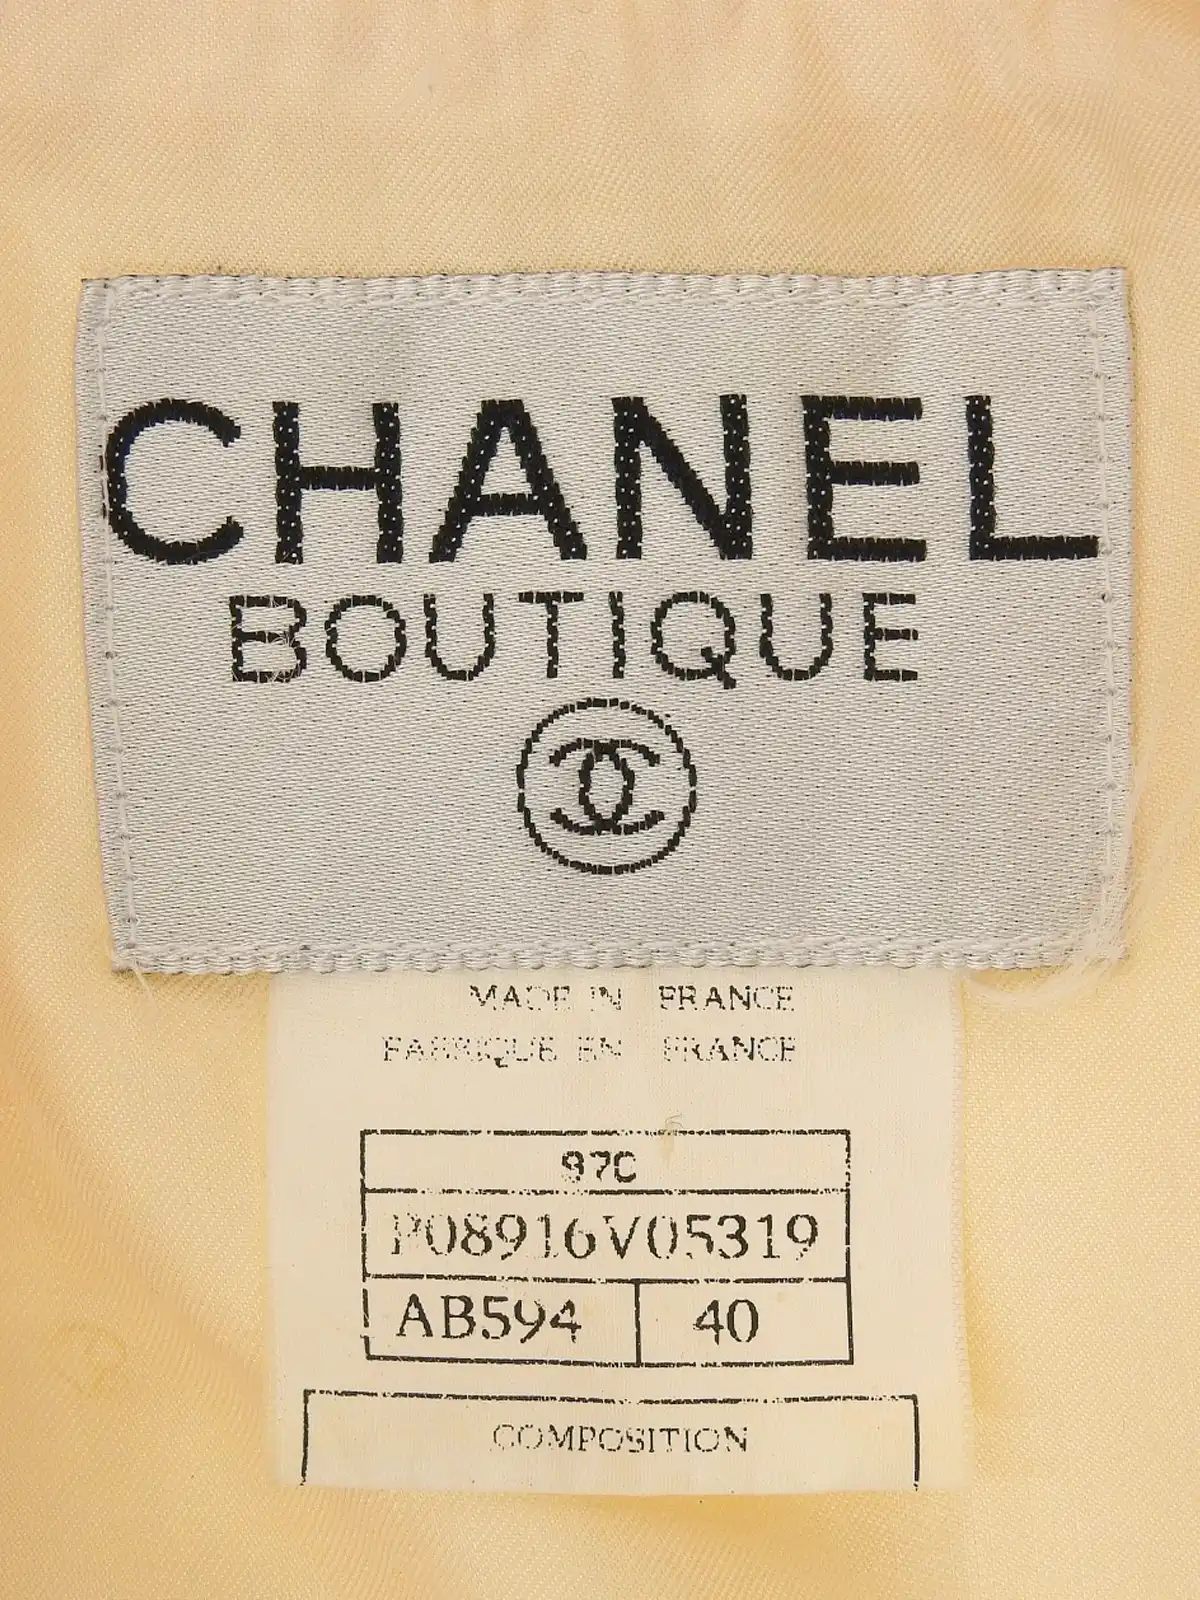 CHANEL
BOUTIQUE
MADE IN FRANCE
FABRIQUE EN FRANCE
97C
P08916V05319
AB594 40
COMPOSITION